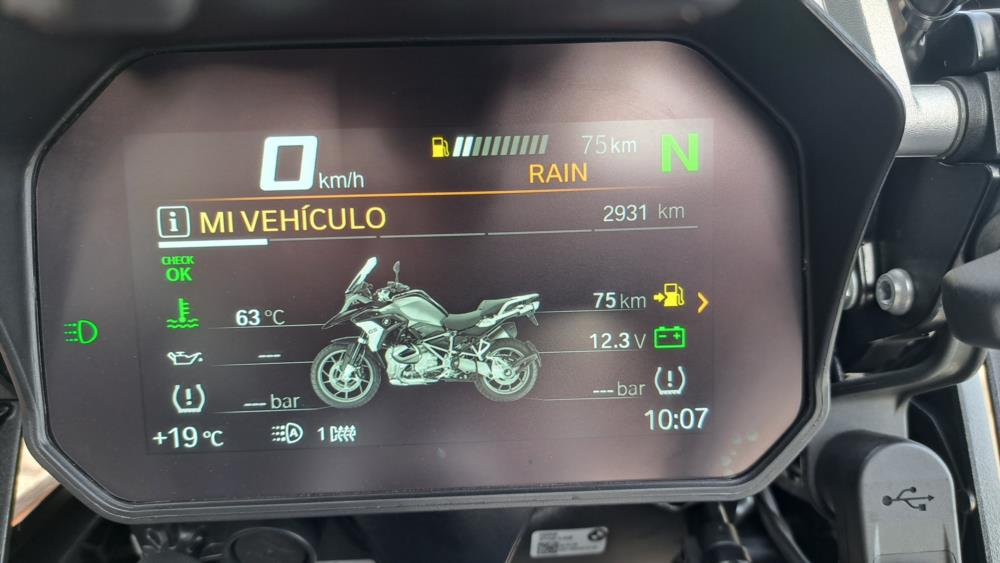 0 km/h
75 km
N
RAIN
i MI VEHÍCULO
2931 km
CHECK
OK
63 °C
75 km
---
12.3 V
--- bar
--- bar
+19 °C
A
1
10:07